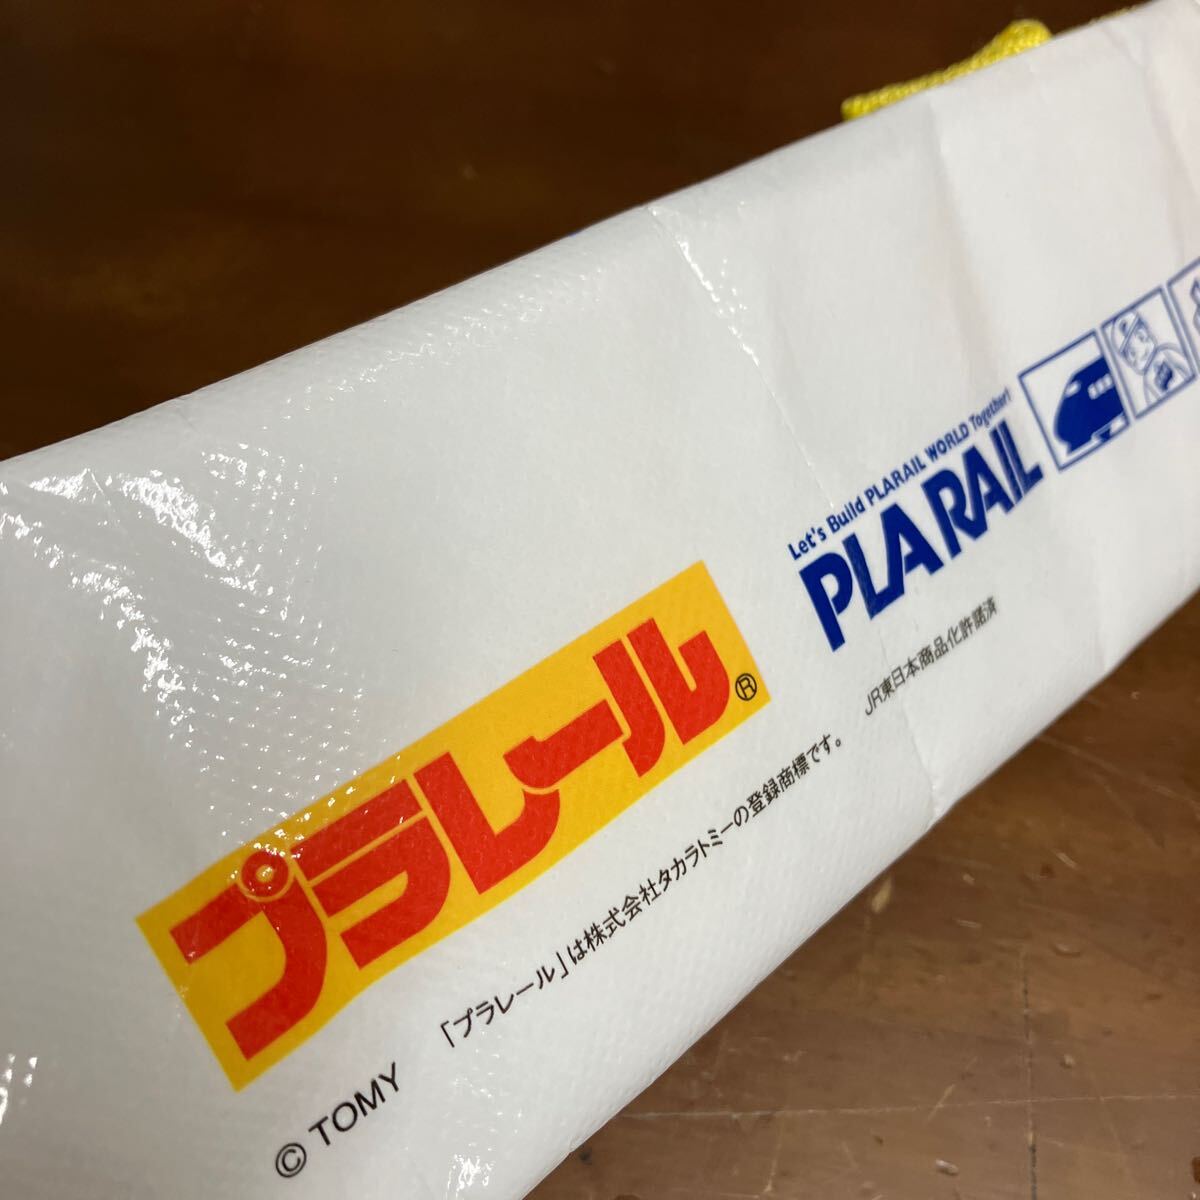 プラレール®
© TOMY
「プラレール」は株式会社タカラトミーの登録商標です。
Let's Build PLARAIL WORLD Together!
PLARAIL
JR東日本商品化許諾済